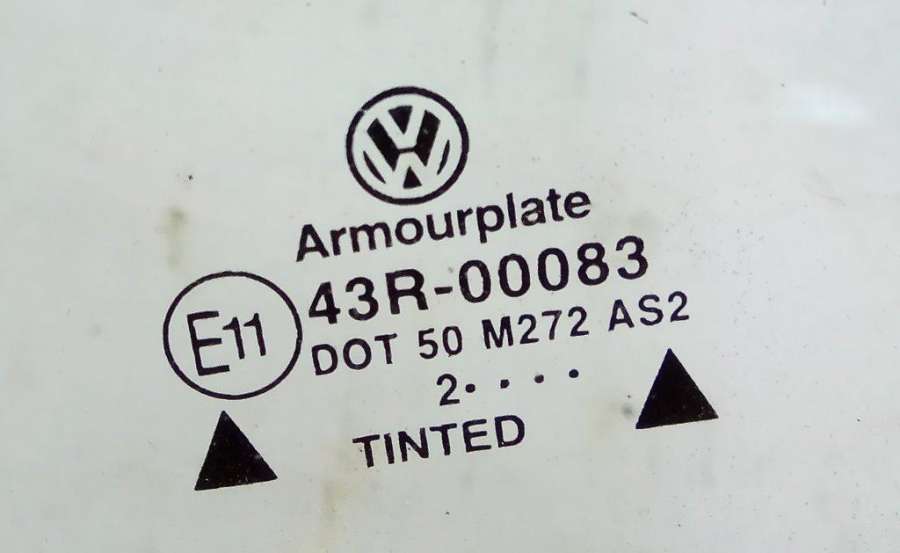 Armourplate
43R-00083
E11
DOT 50 M272 AS2
2• • • • •
TINTED